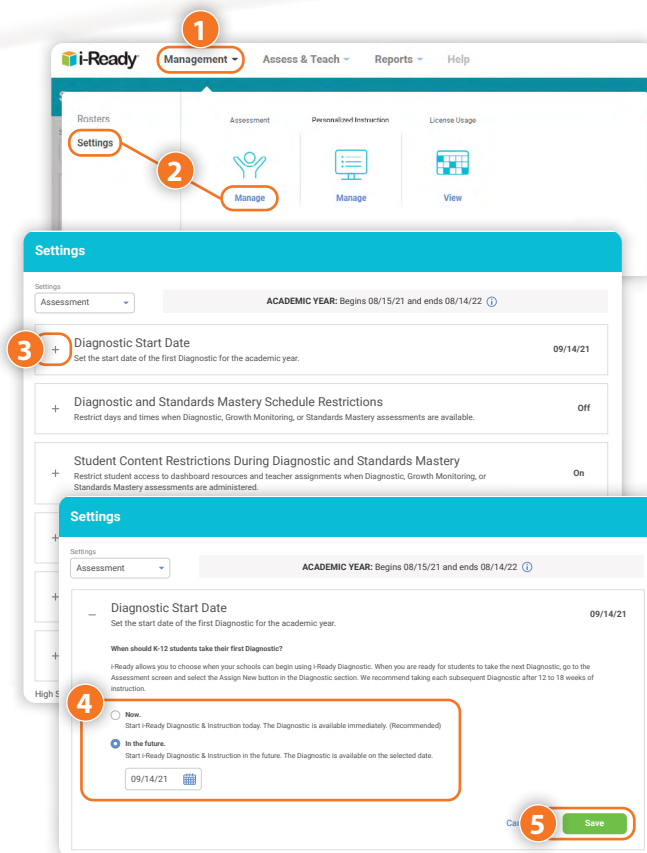 1
i-Ready Management Assess & Teach Reports Help
S
Rosters
Settings
Assessment Personalized Instruction License Usage
2
Manage Manage View
Settings
Settings
Assessment
ACADEMIC YEAR: Begins 08/15/21 and ends 08/14/22
3
+ Diagnostic Start Date 09/14/21
Set the start date of the first Diagnostic for the academic year.
+ Diagnostic and Standards Mastery Schedule Restrictions Off
Restrict days and times when Diagnostic, Growth Monitoring, or Standards Mastery assessments are available.
+ Student Content Restrictions During Diagnostic and Standards Mastery On
Restrict student access to dashboard resources and teacher assignments when Diagnostic, Growth Monitoring, or
Standards Mastery assessments are administered.
+
+
+
High S
Settings
Settings
Assessment
ACADEMIC YEAR: Begins 08/15/21 and ends 08/14/22
– Diagnostic Start Date 09/14/21
Set the start date of the first Diagnostic for the academic year.
When should K-12 students take their first Diagnostic?
i-Ready allows you to choose when your schools can begin using i-Ready Diagnostic. When you are ready for students to take the next Diagnostic, go to the
Assessment screen and select the Assign New button in the Diagnostic section. We recommend taking each subsequent Diagnostic after 12 to 18 weeks of
instruction.
4
Now.
Start i-Ready Diagnostic & Instruction today. The Diagnostic is available immediately. (Recommended)
In the future.
Start i-Ready Diagnostic & Instruction in the future. The Diagnostic is available on the selected date.
09/14/21
Ca
5
Save